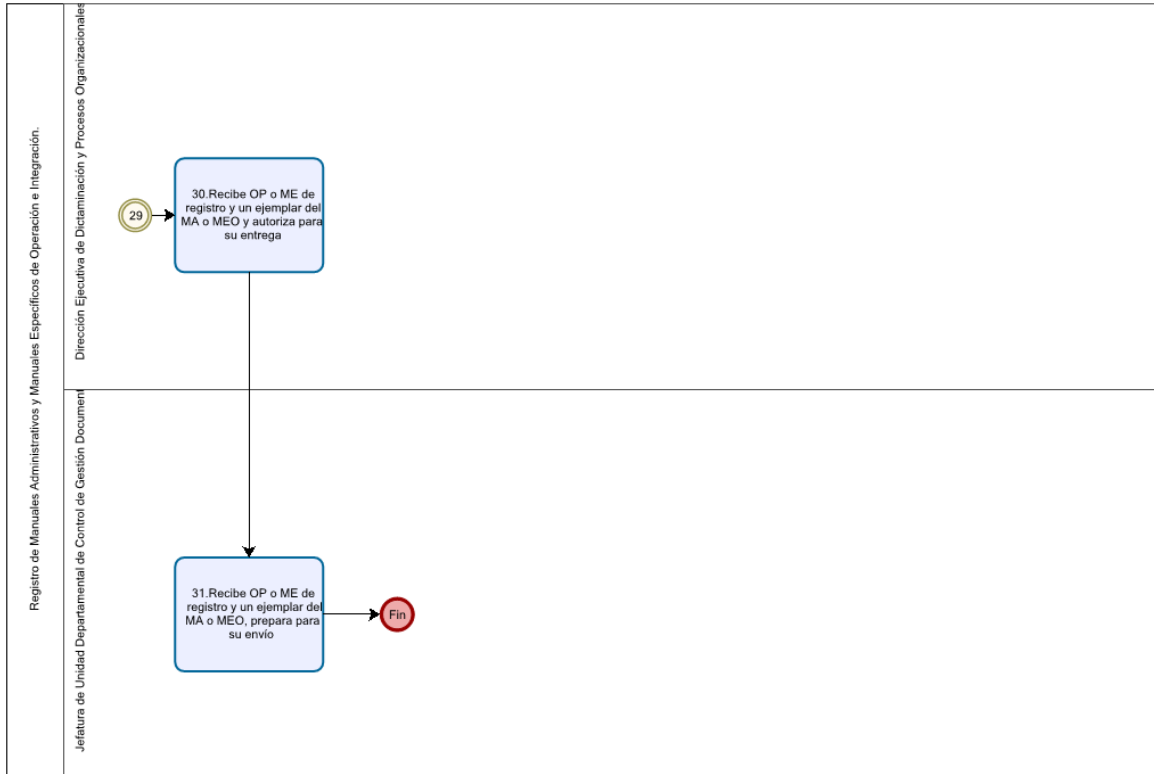 Registro de Manuales Administrativos y Manuales Específicos de Operación e Integración.
Dirección Ejecutiva de Dictaminación y Procesos Organizacionales
29
30.Recibe OP o ME de
registro y un ejemplar del
MA o MEO y autoriza para
su entrega
Jefatura de Unidad Departamental de Control de Gestión Document
31.Recibe OP o ME de
registro y un ejemplar del
MA o MEO, prepara para
su envío
Fin